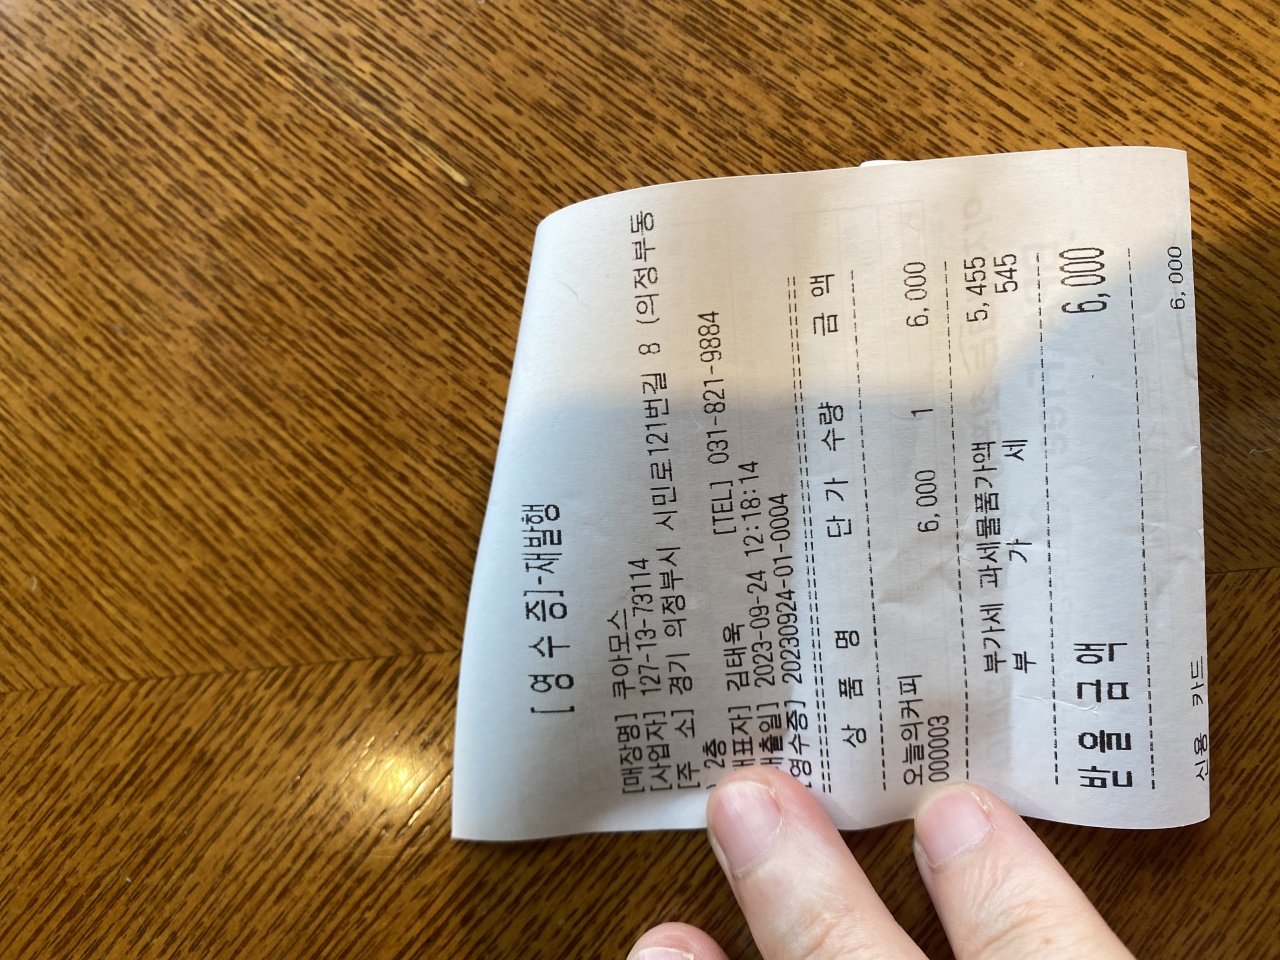 [영 수 증]-재발행
[매장명] 쿠아모스
[사업자] 127-13-73114
[주 소] 경기 의정부시 시민로121번길 8 (의정부동
) 2층
대표자] 김태욱 [TEL] 031-821-9884
매출일] 2023-09-24 12:18:14
영수증] 20230924-01-0004
상 품 명 단 가 수량 금 액
오늘의커피
000003 6,000 1 6,000
부가세 과세물품가액 5,455
부 가 세 545
받을금액 6,000
신용 카드 6,000